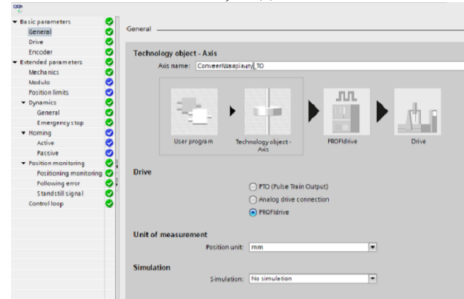 Basic parameters
General
Drive
Encoder
Extended parameters
Mechanics
Modulo
Position limits
Dynamics
General
Emergency stop
Homing
Active
Passive
Position monitoring
Positioning monitoring
Following error
Standstill signal
Control loop
General
Technology object - Axis
Axis name:
User program
Technology object -
Axis
PROFIdrive
Drive
Drive
PTO (Pulse Train Output)
Analog drive connection
PROFIdrive
Unit of measurement
Position unit: mm
Simulation
Simulation: No simulation